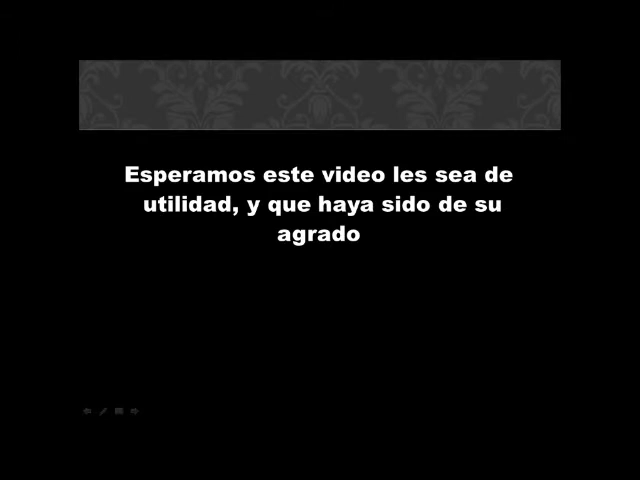 Esperamos este video les sea de
utilidad, y que haya sido de su
agrado